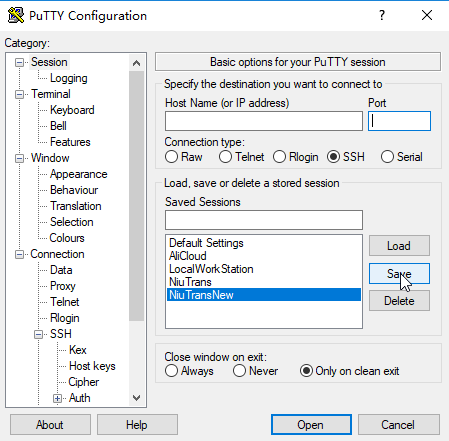 PuTTY Configuration
?
Category:
Session
Logging
Terminal
Keyboard
Bell
Features
Window
Appearance
Behaviour
Translation
Selection
Colours
Connection
Data
Proxy
Telnet
Rlogin
SSH
Kex
Host keys
Cipher
Auth
Basic options for your PuTTY session
Specify the destination you want to connect to
Host Name (or IP address) Port
Connection type:
Raw Telnet Rlogin SSH Serial
Load, save or delete a stored session
Saved Sessions
Default Settings
AliCloud
LocalWorkStation
NiuTrans
NiuTransNew
Load
Save
Delete
Close window on exit:
Always Never Only on clean exit
About Help Open Cancel